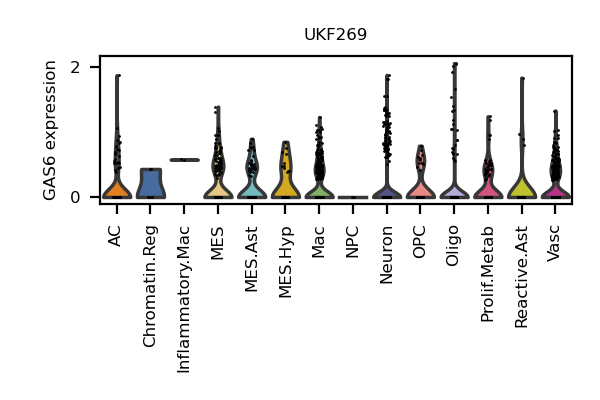 UKF269
GAS6 expression
2
0
AC
Chromatin.Reg
Inflammatory.Mac
MES
MES.Ast
MES.Hyp
Mac
NPC
Neuron
OPC
Oligo
Prolif.Metab
Reactive.Ast
Vasc